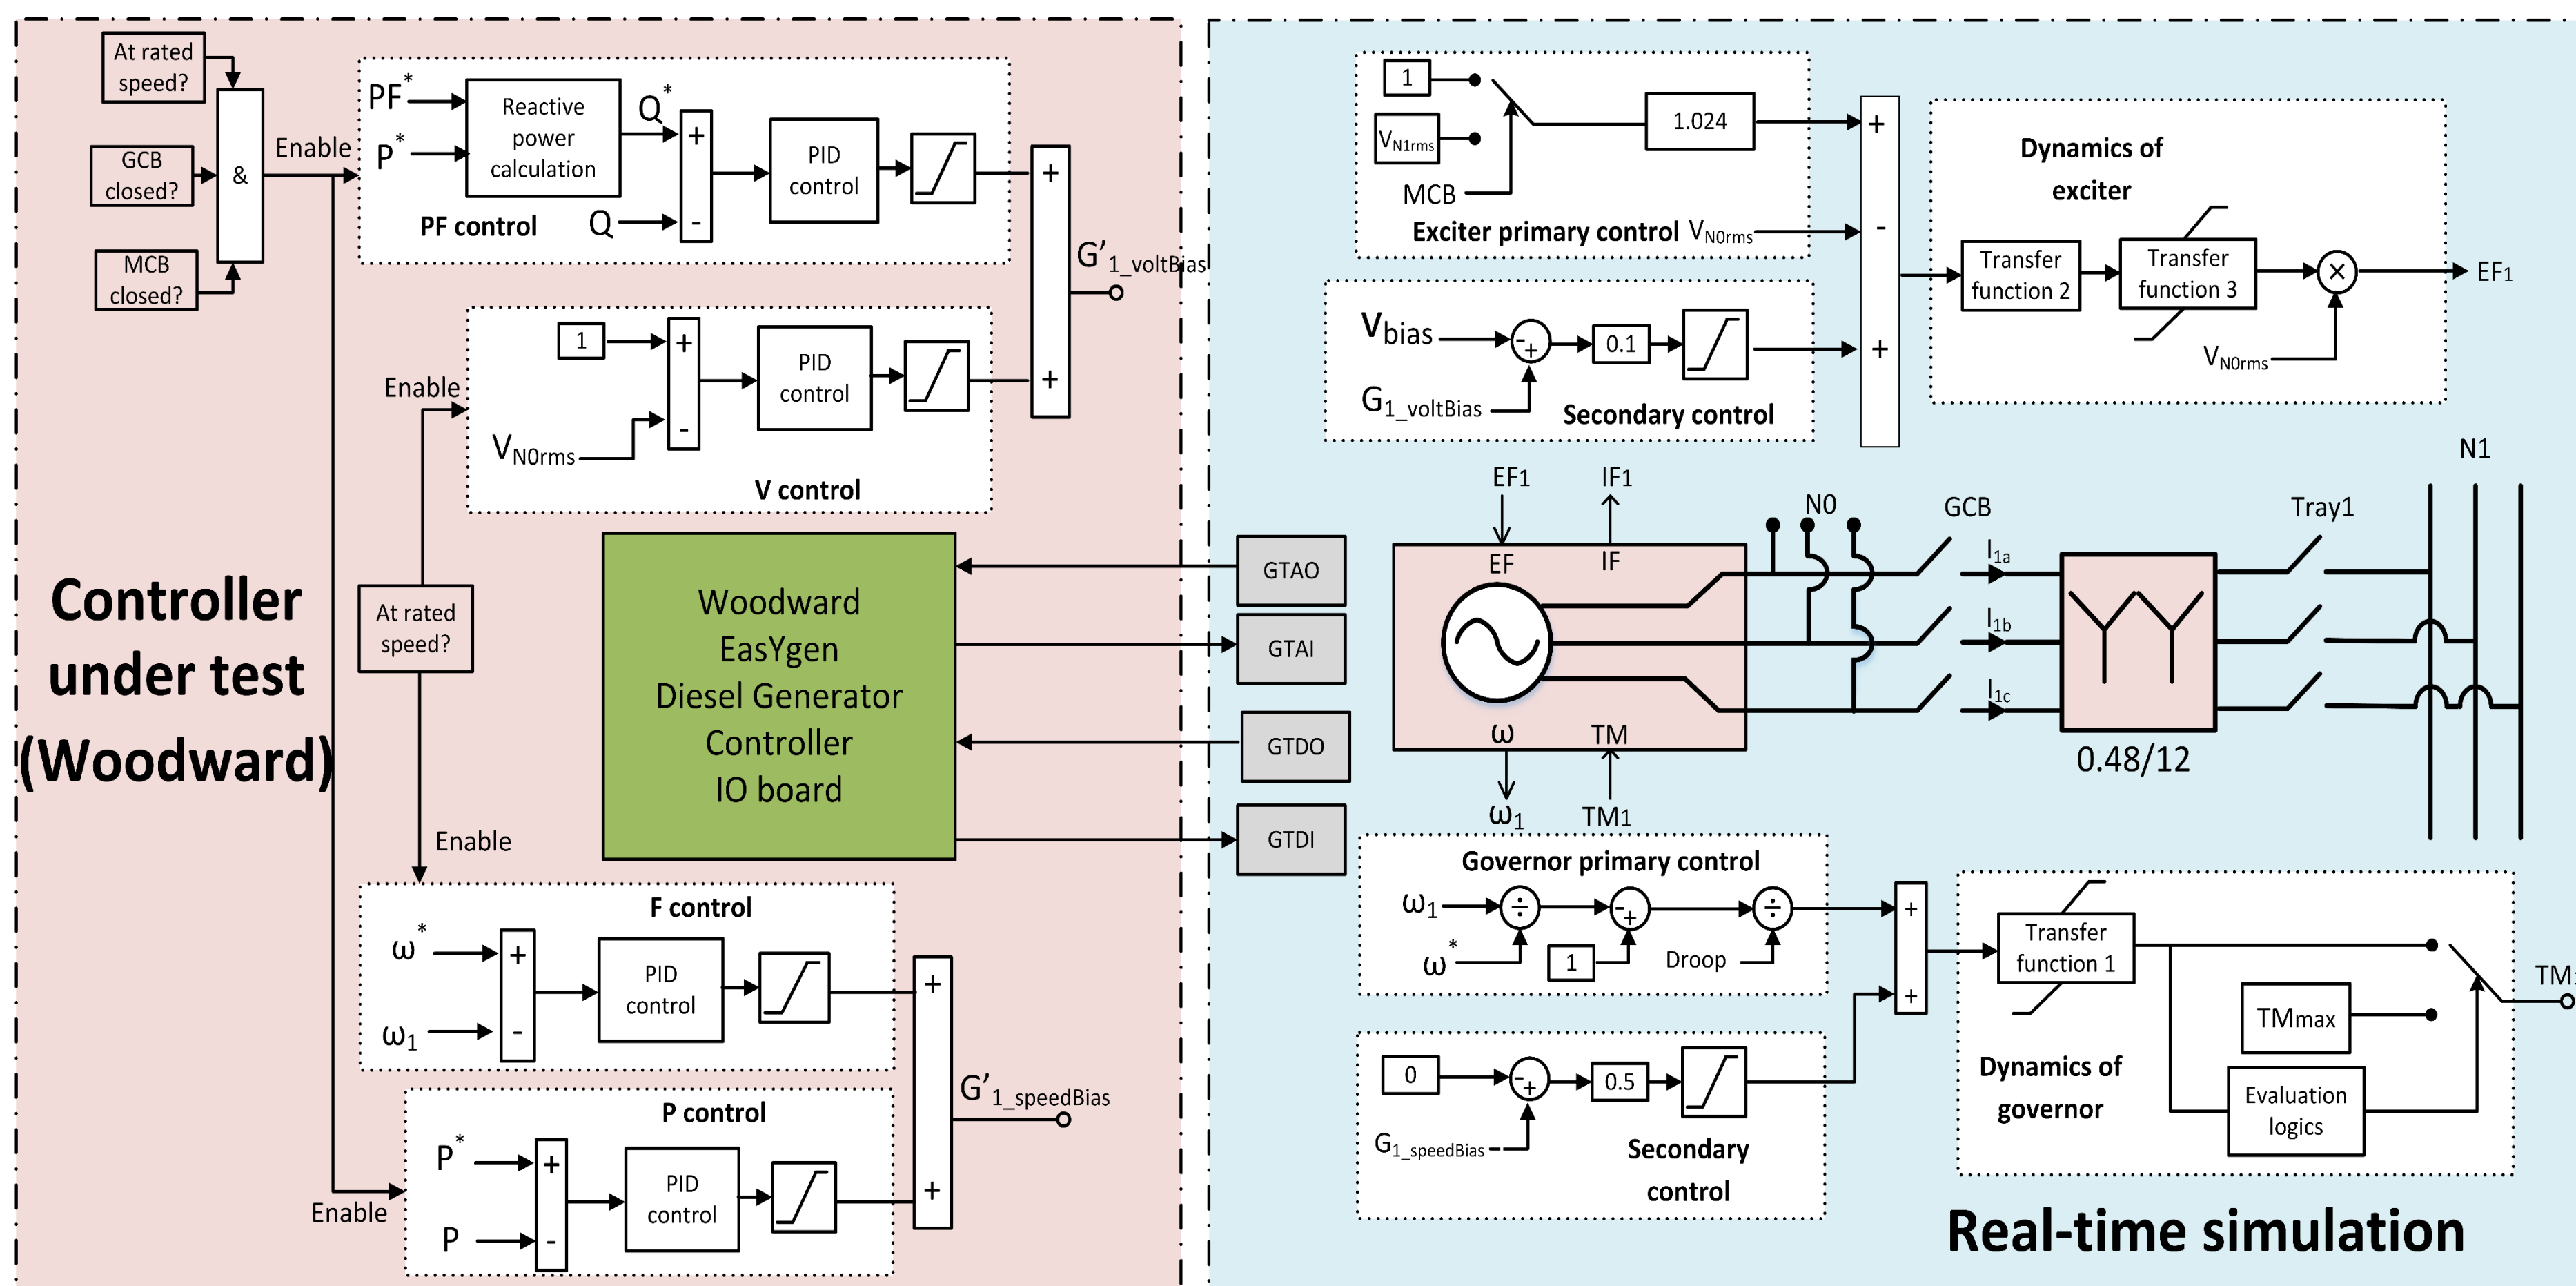 At rated
speed?
GCB
closed?
MCB
closed?
&
Enable
PF*
P*
Reactive
power
calculation
Q*
+
Q
-
PID
control
PF control
+
+
G'1_voltBias
Enable
1
+
VN0rms
-
PID
control
V control
Controller
under test
(Woodward)
At rated
speed?
Enable
Woodward
EasYgen
Diesel Generator
Controller
IO board
GTAO
GTAI
GTDO
GTDI
F control
ω*
+
ω1
-
PID
control
+
+
G'1_speedBias
P control
P*
+
P
-
PID
control
Enable
1
VN1rms
MCB
1.024
Exciter primary control
VN0rms
+
-
+
Vbias
-
+
0.1
G1_voltBias
Secondary control
Dynamics of
exciter
Transfer
function 2
Transfer
function 3
×
EF1
VN0rms
EF1
IF1
EF
IF
ω
TM
ω1
TM1
N0
GCB
I1a
I1b
I1c
0.48/12
Tray1
N1
Governor primary control
ω1
÷
-
+
÷
ω*
1
Droop
+
+
0
-
+
0.5
G1_speedBias
Secondary
control
Transfer
function 1
TMmax
Evaluation
logics
Dynamics of
governor
TM1
Real-time simulation